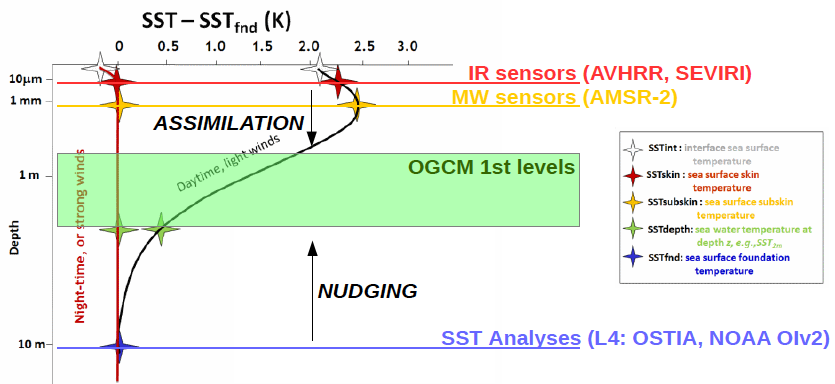 SST – SSTfnd (K)
0 0.5 1.0 1.5 2.0 2.5 3.0
10μm
1 mm
1 m
10 m
Depth
IR sensors (AVHRR, SEVIRI)
MW sensors (AMSR-2)
ASSIMILATION
OGCM 1st levels
Daytime, light winds
Night-time, or strong winds
NUDGING
SST Analyses (L4: OSTIA, NOAA OIv2)
SSTint : interface sea surface
temperature
SSTskin : sea surface skin
temperature
SSTsubskin : sea surface subskin
temperature
SSTdepth: sea water temperature at
depth z, e.g.,SST2m
SSTfnd: sea surface foundation
temperature